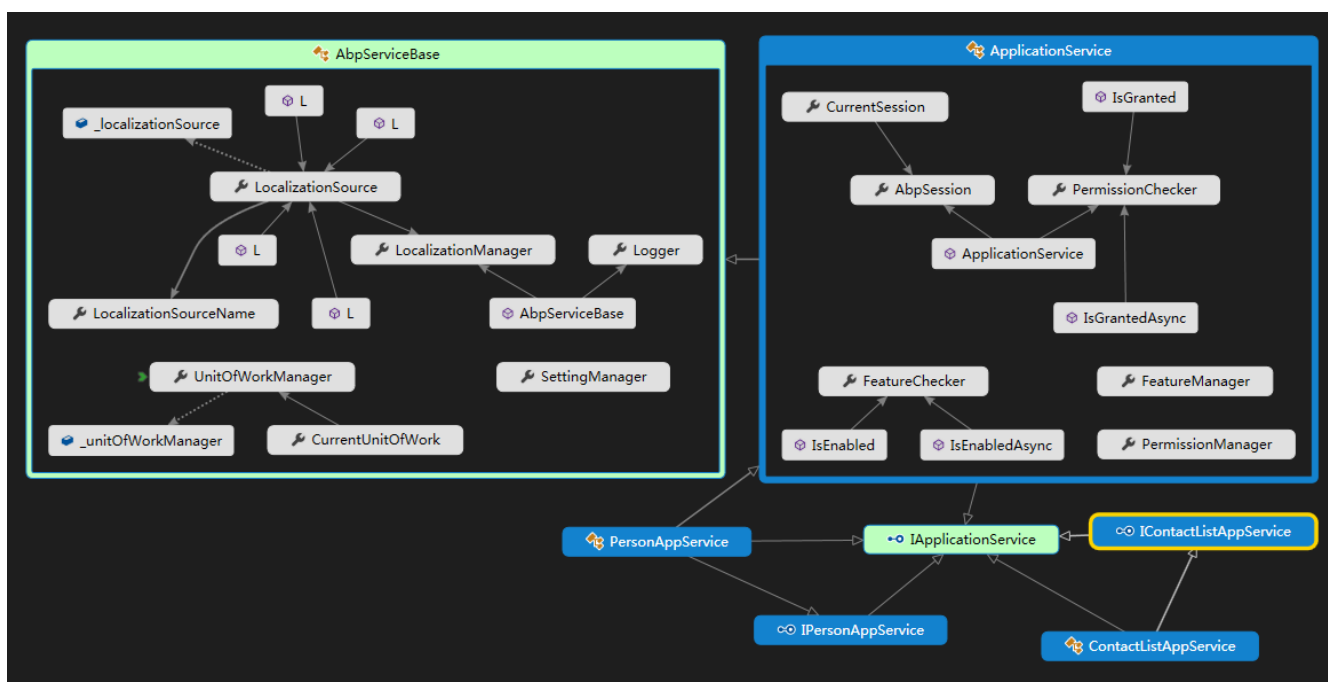 AbpServiceBase
L
_localizationSource
L
LocalizationSource
L
LocalizationManager
Logger
LocalizationSourceName
L
AbpServiceBase
UnitOfWorkManager
SettingManager
_unitOfWorkManager
CurrentUnitOfWork
ApplicationService
CurrentSession
IsGranted
AbpSession
PermissionChecker
ApplicationService
IsGrantedAsync
FeatureChecker
FeatureManager
IsEnabled
IsEnabledAsync
PermissionManager
PersonAppService
IApplicationService
IContactListAppService
IPersonAppService
ContactListAppService